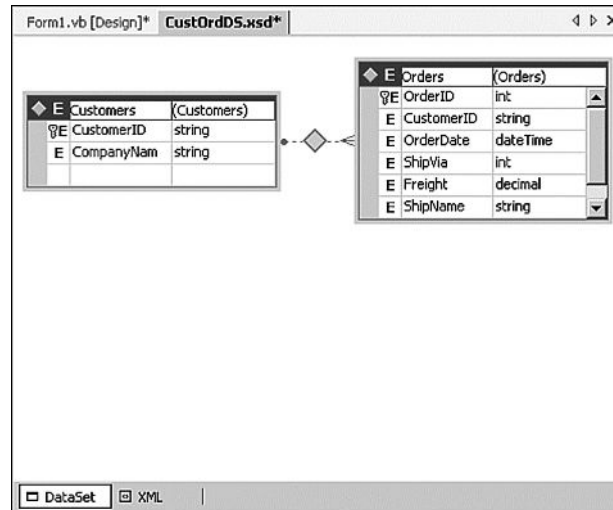 Form1.vb [Design]* CustOrdDS.xsd*
E Customers (Customers)
E CustomerID string
E CompanyNam string
E Orders (Orders)
E OrderID int
E CustomerID string
E OrderDate dateTime
E ShipVia int
E Freight decimal
E ShipName string
DataSet XML